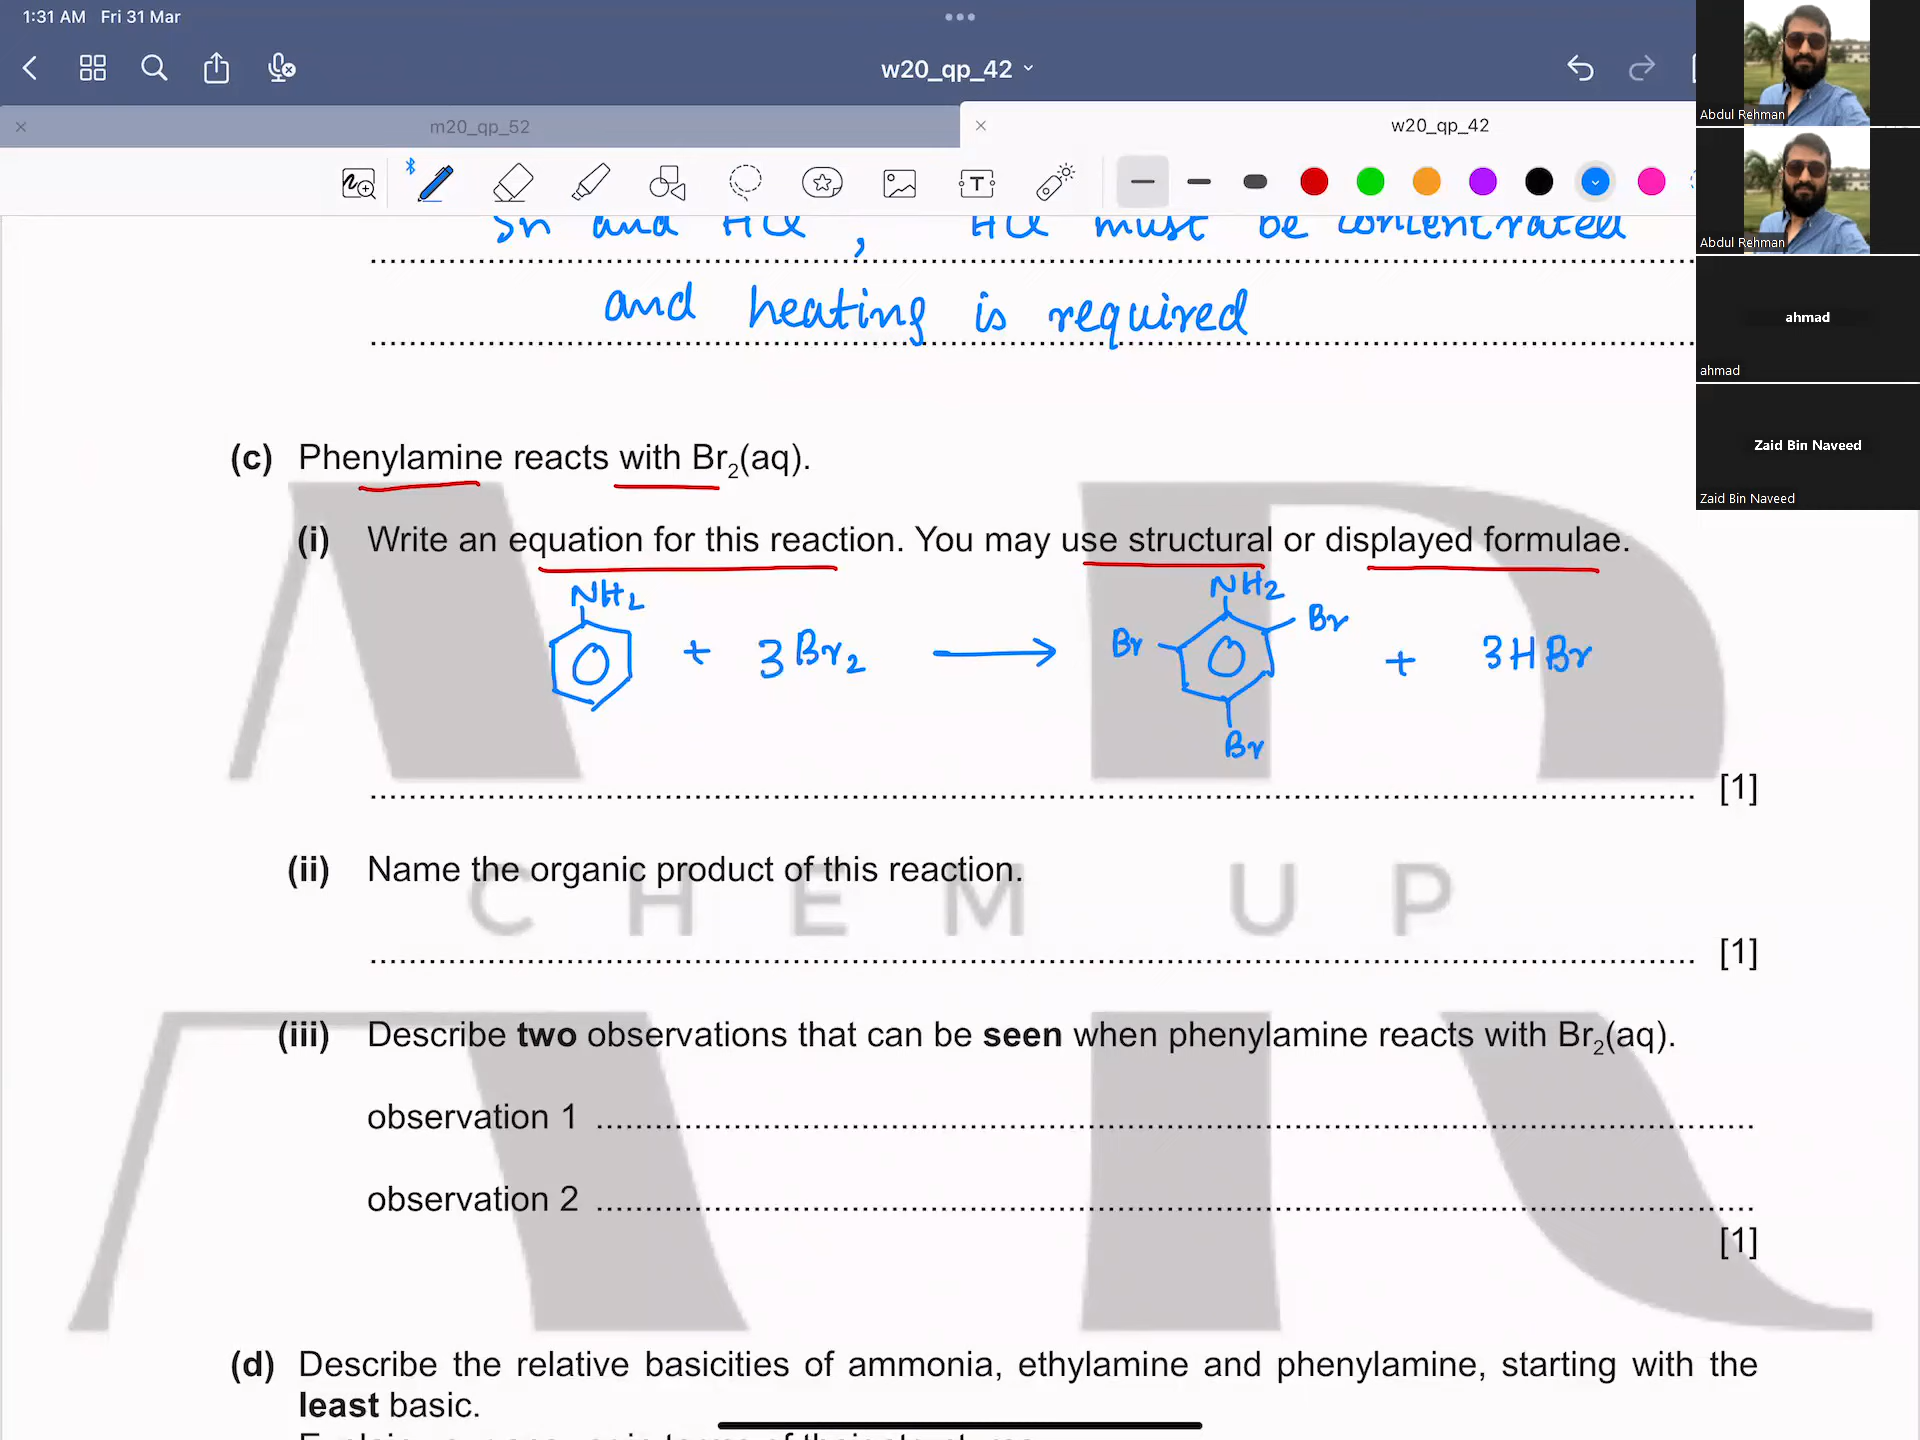 1:31 AM Fri 31 Mar
w20_qp_42
m20_qp_52
w20_qp_42
Abdul Rehman
Abdul Rehman
ahmad
ahmad
Zaid Bin Naveed
Zaid Bin Naveed
Sn and HCl, HCl must be concentrated
and heating is required
(c) Phenylamine reacts with Br₂(aq).
(i) Write an equation for this reaction. You may use structural or displayed formulae.
NH₂ + 3Br₂ → NH₂ Br Br Br + 3HBr
[1]
(ii) Name the organic product of this reaction.
CHEM UP
[1]
(iii) Describe two observations that can be seen when phenylamine reacts with Br₂(aq).
observation 1
observation 2
[1]
(d) Describe the relative basicities of ammonia, ethylamine and phenylamine, starting with the
least basic.